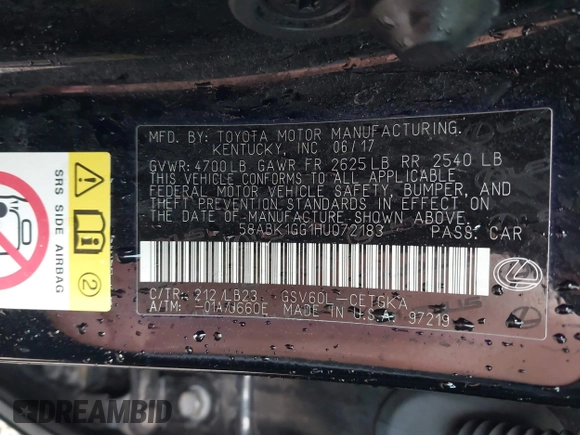 MFD. BY: TOYOTA MOTOR MANUFACTURING.
KENTUCKY, INC 06/17
GVWR: 4700LB GAWR FR 2625LB RR 2540 LB
THIS VEHICLE CONFORMS TO ALL APPLICABLE
FEDERAL MOTOR VEHICLE SAFETY, BUMPER, AND
THEFT PREVENTION STANDARDS IN EFFECT ON
THE DATE OF MANUFACTURE SHOWN ABOVE.
58ABK1GG1HU072183 PASS. CAR
C/TR: 212/LB23 GSV60L-CETGKA
A/TM: -01A/U660E MADE IN U.S.A. 97219
SRS SIDE AIRBAG
2
DREAMBID